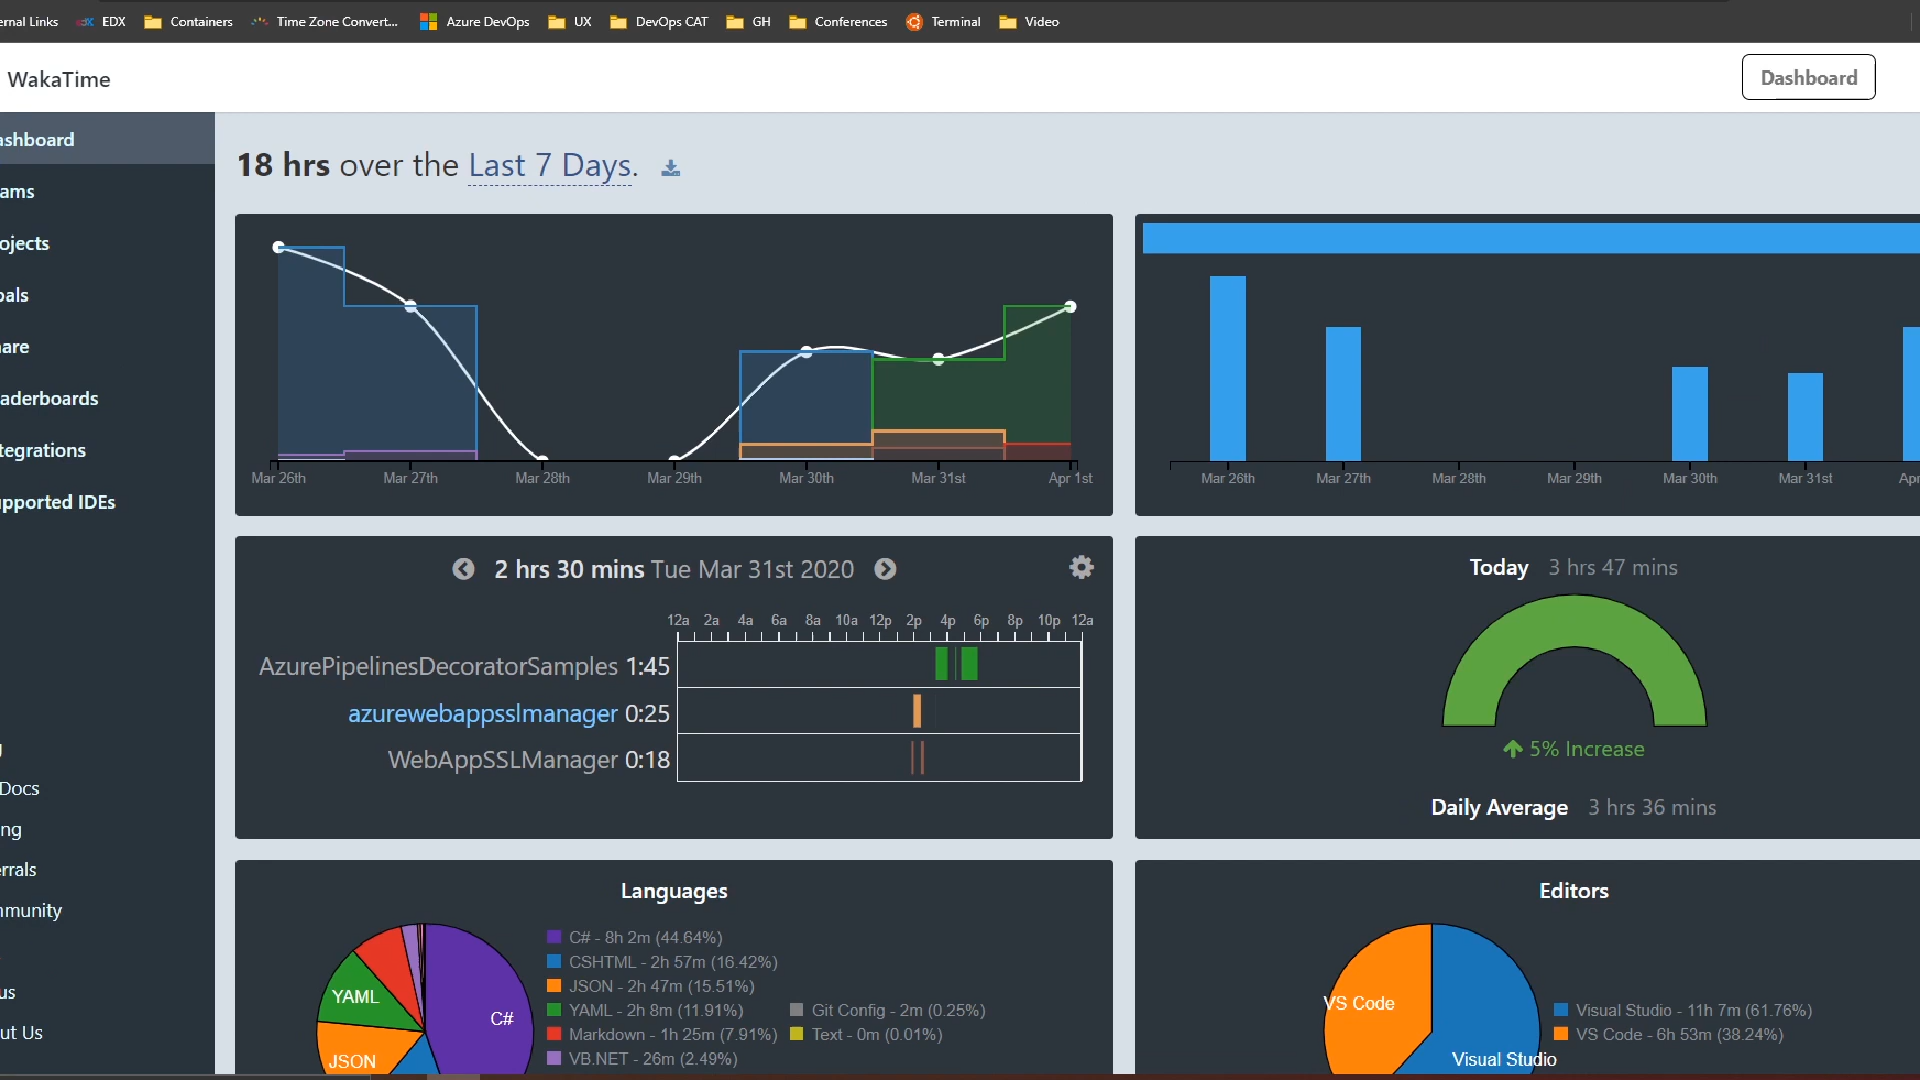 ernal Links EDX Containers Time Zone Convert... Azure DevOps UX DevOps CAT GH Conferences Terminal Video
WakaTime
Dashboard
ashboard
ams
ojects
oals
are
aderboards
tegrations
pported IDEs
Docs
ng
errals
mmunity
us
ut Us
18 hrs over the Last 7 Days.
Mar 26th Mar 27th Mar 28th Mar 29th Mar 30th Mar 31st Apr 1st
Mar 26th Mar 27th Mar 28th Mar 29th Mar 30th Mar 31st Apr
2 hrs 30 mins Tue Mar 31st 2020
12a 2a 4a 6a 8a 10a 12p 2p 4p 6p 8p 10p 12a
AzurePipelinesDecoratorSamples 1:45
azurewebappsslmanager 0:25
WebAppSSLManager 0:18
Today 3 hrs 47 mins
5% Increase
Daily Average 3 hrs 36 mins
Languages
YAML
C#
JSON
C# - 8h 2m (44.64%)
CSHTML - 2h 57m (16.42%)
JSON - 2h 47m (15.51%)
YAML - 2h 8m (11.91%)
Markdown - 1h 25m (7.91%)
VB.NET - 26m (2.49%)
Git Config - 2m (0.25%)
Text - 0m (0.01%)
Editors
VS Code
Visual Studio
Visual Studio - 11h 7m (61.76%)
VS Code - 6h 53m (38.24%)